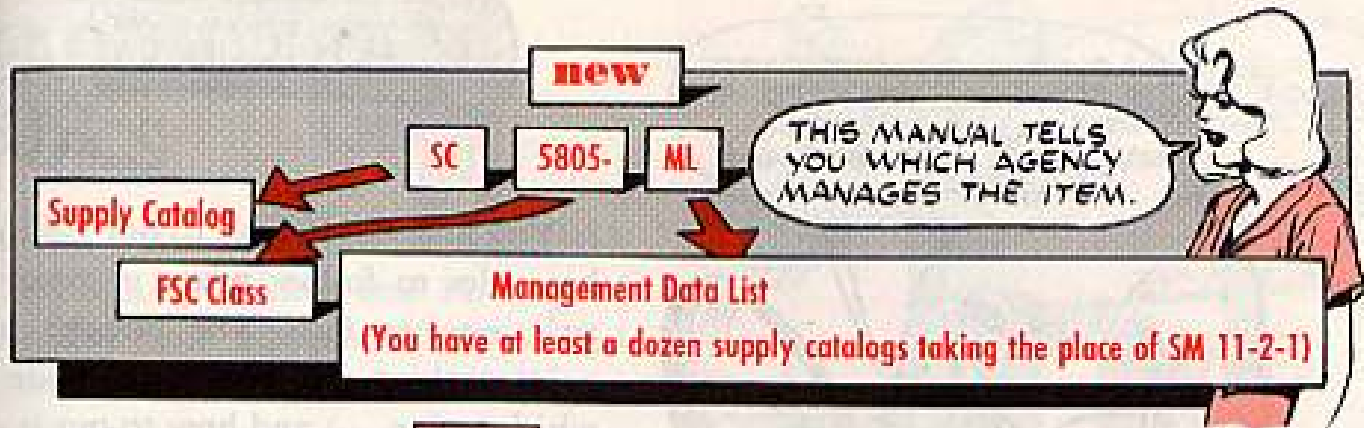 new
SC 5805- ML
THIS MANUAL TELLS
YOU WHICH AGENCY
MANAGES THE ITEM.
Supply Catalog
FSC Class
Management Data List
(You have at least a dozen supply catalogs taking the place of SM 11-2-1)